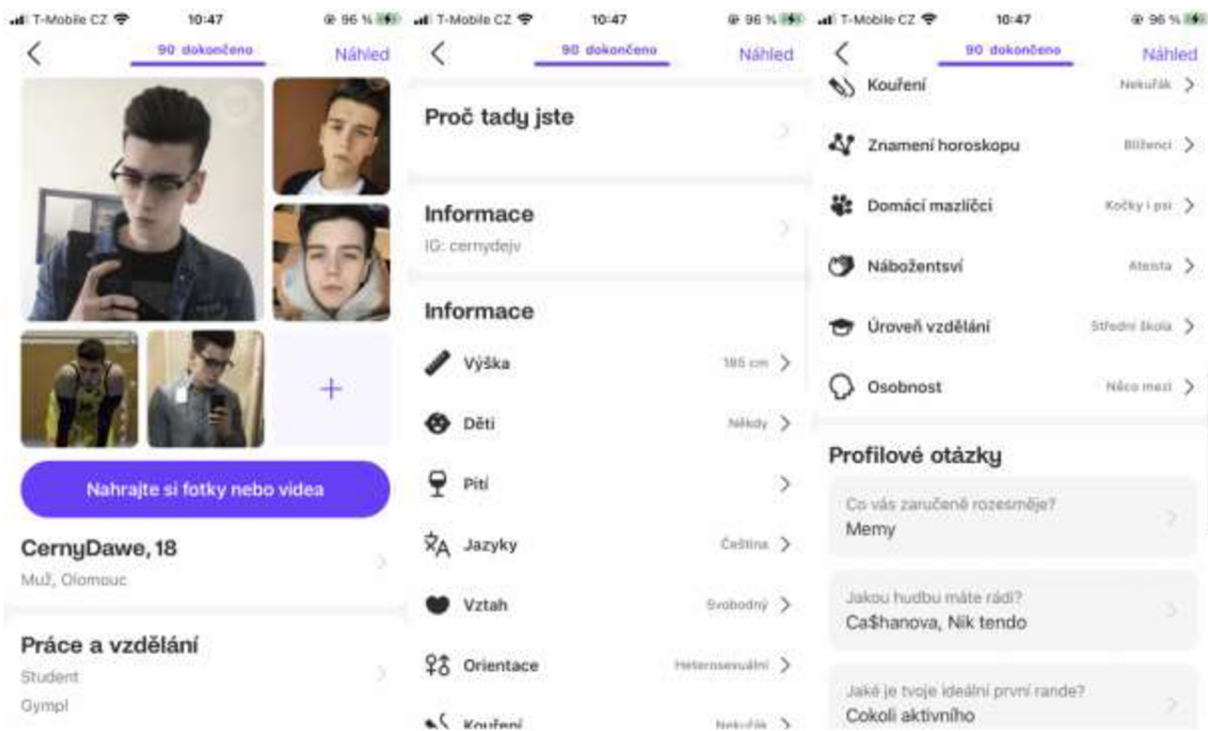 T-Mobile CZ 10:47 96 %
90 dokončeno
Náhled
Nahrajte si fotky nebo videa
CernyDawe, 18
Muž, Olomouc
Práce a vzdělání
Student
Gympl
T-Mobile CZ 10:47 96 %
90 dokončeno
Náhled
Proč tady jste
Informace
IG: cernydejv
Informace
Výška 185 cm
Děti Někdy
Pití
Jazyky Čeština
Vztah Svobodný
Orientace Heterosexuální
Kouření Nekuřák
T-Mobile CZ 10:47 96 %
90 dokončeno
Náhled
Kouření Nekuřák
Znamení horoskopu Blíženci
Domácí mazlíčci Kočky i psi
Nábožentsví Ateista
Úroveň vzdělání Střední škola
Osobnost Něco mezi
Profilové otázky
Co vás zaručeně rozesměje?
Memy
Jakou hudbu máte rádi?
Ca$hanova, Nik tendo
Jaké je tvoje ideální první rande?
Cokoli aktivního